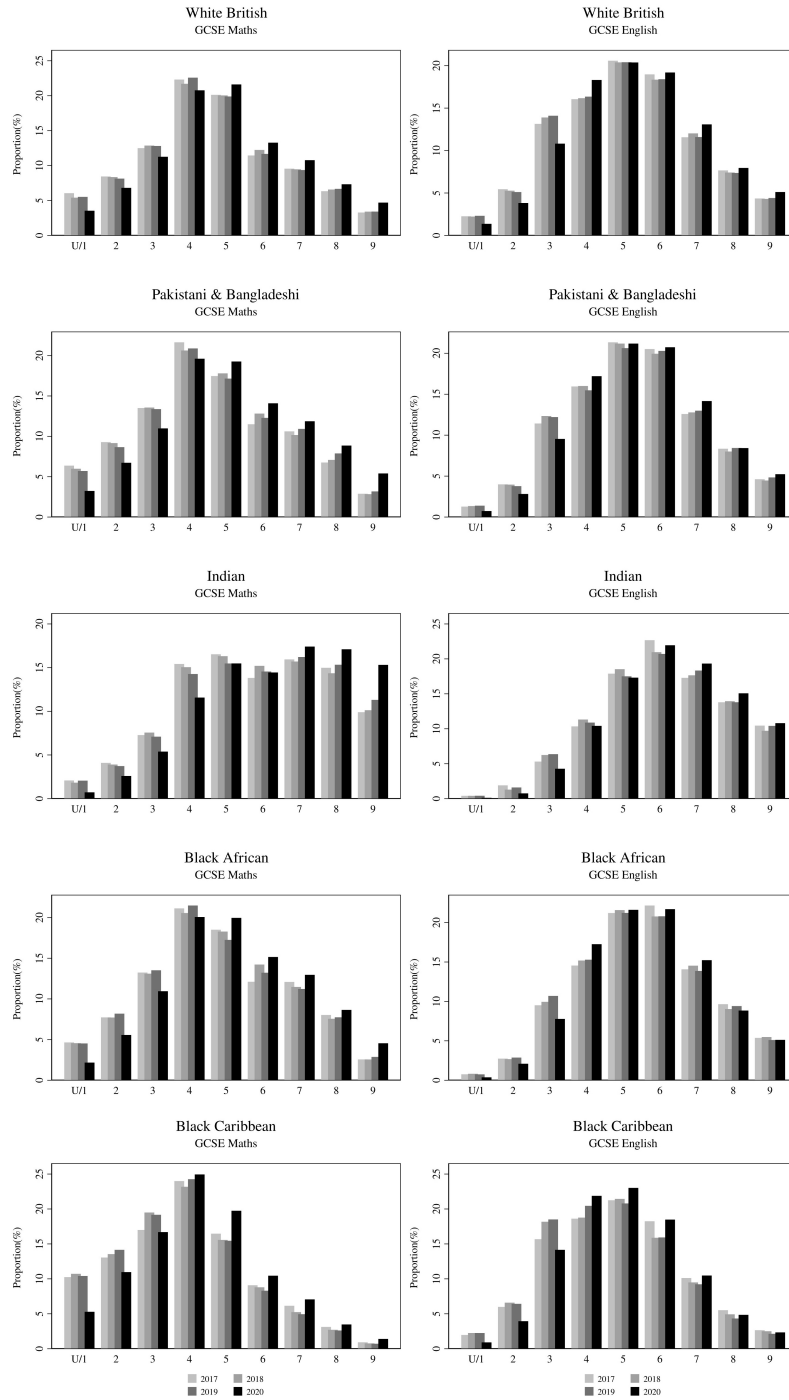 White British
GCSE Maths
Proportion(%)
0 5 10 15 20 25
U/1 2 3 4 5 6 7 8 9
White British
GCSE English
Proportion(%)
0 5 10 15 20
U/1 2 3 4 5 6 7 8 9
Pakistani & Bangladeshi
GCSE Maths
Proportion(%)
0 5 10 15 20
U/1 2 3 4 5 6 7 8 9
Pakistani & Bangladeshi
GCSE English
Proportion(%)
0 5 10 15 20
U/1 2 3 4 5 6 7 8 9
Indian
GCSE Maths
Proportion(%)
0 5 10 15 20
U/1 2 3 4 5 6 7 8 9
Indian
GCSE English
Proportion(%)
0 5 10 15 20 25
U/1 2 3 4 5 6 7 8 9
Black African
GCSE Maths
Proportion(%)
0 5 10 15 20
U/1 2 3 4 5 6 7 8 9
Black African
GCSE English
Proportion(%)
0 5 10 15 20
U/1 2 3 4 5 6 7 8 9
Black Caribbean
GCSE Maths
Proportion(%)
0 5 10 15 20 25
U/1 2 3 4 5 6 7 8 9
2017 2018
2019 2020
Black Caribbean
GCSE English
Proportion(%)
0 5 10 15 20 25
U/1 2 3 4 5 6 7 8 9
2017 2018
2019 2020